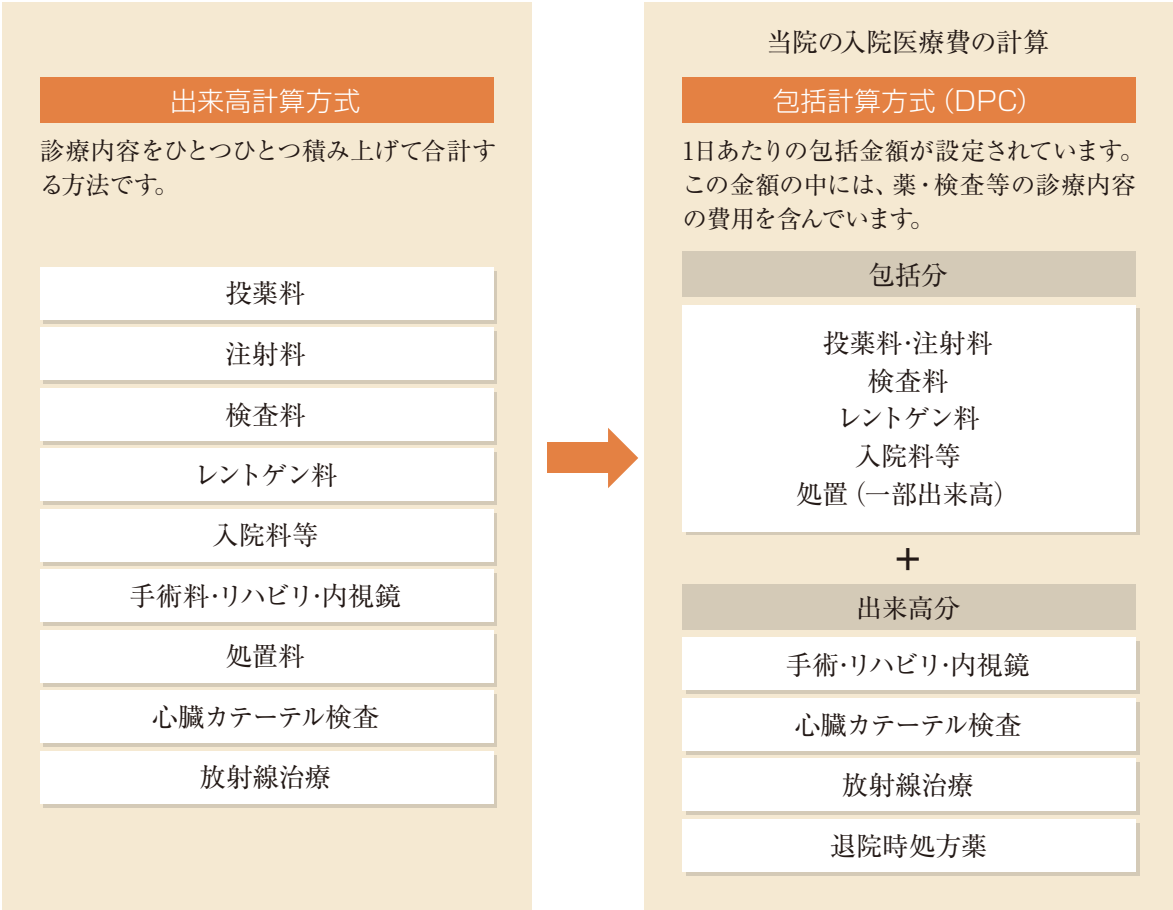 出来高計算方式
診療内容をひとつひとつ積み上げて合計す
る方法です。
投薬料
注射料
検査料
レントゲン料
入院料等
手術料・リハビリ・内視鏡
処置料
心臓カテーテル検査
放射線治療
当院の入院医療費の計算
包括計算方式（DPC）
1日あたりの包括金額が設定されています。
この金額の中には、薬・検査等の診療内容
の費用を含んでいます。
包括分
投薬料・注射料
検査料
レントゲン料
入院料等
処置（一部出来高）
＋
出来高分
手術・リハビリ・内視鏡
心臓カテーテル検査
放射線治療
退院時処方薬